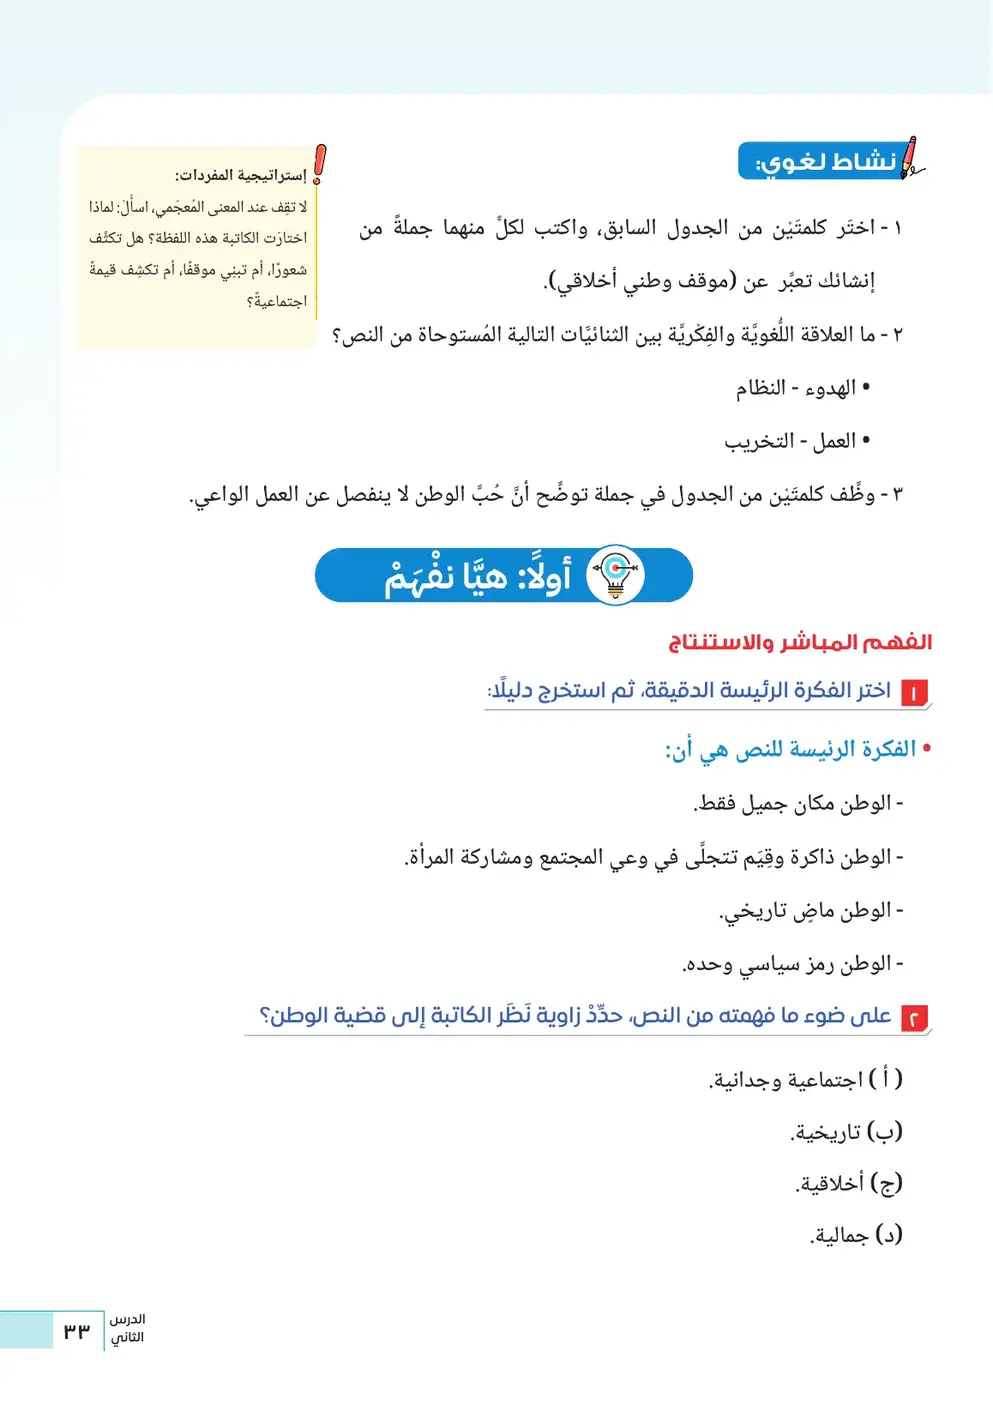 نشاط لغوي:
١ - اختَر كلمتَيْن من الجدول السابق، واكتب لكلٍّ منهما جملةً من
إنشائك تعبِّر عن (موقف وطني أخلاقي).
٢ - ما العلاقة اللُّغويَّة والفِكْريَّة بين الثنائيَّات التالية المُستوحاة من النص؟
• الهدوء - النظام
• العمل - التخريب
٣ - وظِّف كلمتَيْن من الجدول في جملة توضِّح أنَّ حُبَّ الوطن لا ينفصل عن العمل الواعي.
إستراتيجية المفردات:
لا تقِف عند المعنى المُعجَمي، اسأل: لماذا
اختارَت الكاتبة هذه اللفظة؟ هل تكثِّف
شعورًا، أم تبنِي موقفًا، أم تكشِف قيمةً
اجتماعيةً؟
أولًا: هيَّا نفْهَمْ
الفهم المباشر والاستنتاج
١ اختر الفكرة الرئيسة الدقيقة، ثم استخرج دليلًا:
• الفكرة الرئيسة للنص هي أن:
- الوطن مكان جميل فقط.
- الوطن ذاكرة وقِيَم تتجلَّى في وعي المجتمع ومشاركة المرأة.
- الوطن ماضٍ تاريخي.
- الوطن رمز سياسي وحده.
٢ على ضوء ما فهمته من النص، حدِّدْ زاوية نَظَر الكاتبة إلى قضية الوطن؟
( أ ) اجتماعية وجدانية.
(ب) تاريخية.
(ج) أخلاقية.
(د) جمالية.
الدرس
الثاني
٣٣